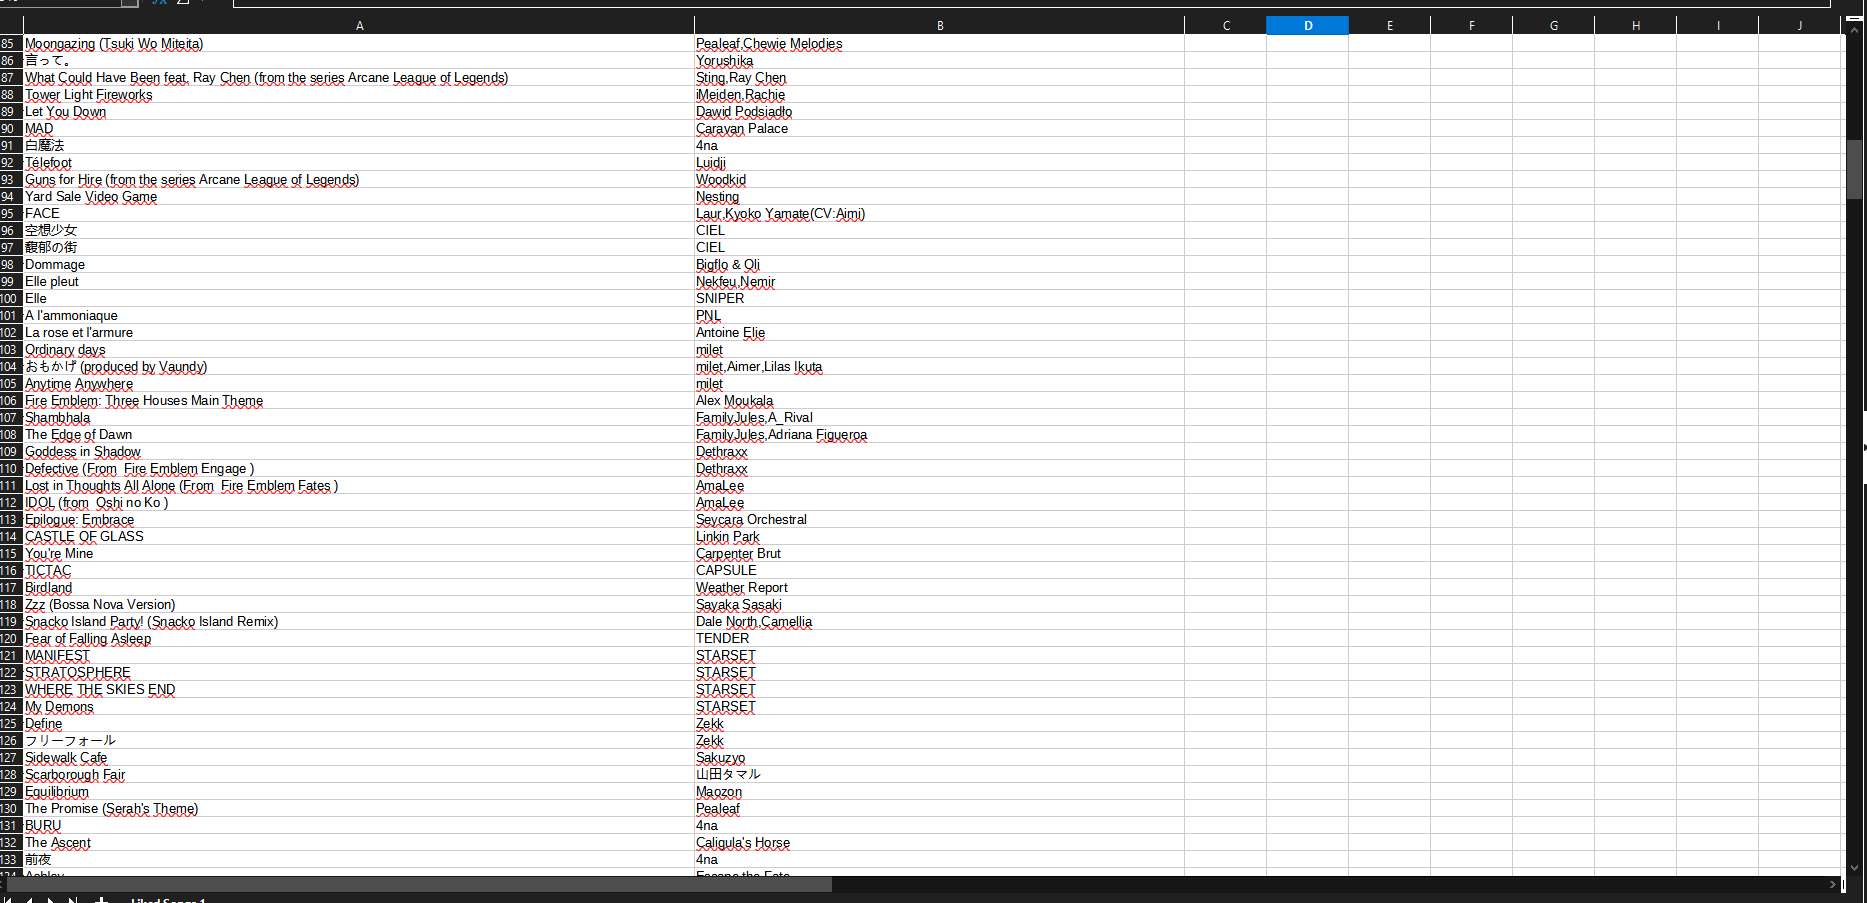 A B C D E F G H I J
85 Moongazing (Tsuki Wo Miteita) Pealeaf,Chewie Melodies
86 言って。 Yorushika
87 What Could Have Been feat. Ray Chen (from the series Arcane League of Legends) Sting,Ray Chen
88 Tower Light Fireworks iMeiden,Rachie
89 Let You Down Dawid Podsiadło
90 MAD Caravan Palace
91 白魔法 4na
92 Télefoot Luidji
93 Guns for Hire (from the series Arcane League of Legends) Woodkid
94 Yard Sale Video Game Nesting
95 FACE Laur,Kyoko Yamate(CV:Aimi)
96 空想少女 CIEL
97 馥郁の街 CIEL
98 Dommage Bigflo & Oli
99 Elle pleut Nekfeu,Nemir
100 Elle SNIPER
101 A l'ammoniaque PNL
102 La rose et l'armure Antoine Elie
103 Ordinary days milet
104 おもかげ (produced by Vaundy) milet,Aimer,Lilas Ikuta
105 Anytime Anywhere milet
106 Fire Emblem: Three Houses Main Theme Alex Moukala
107 Shambhala FamilyJules,A_Rival
108 The Edge of Dawn FamilyJules,Adriana Figueroa
109 Goddess in Shadow Dethraxx
110 Defective (From  Fire Emblem Engage ) Dethraxx
111 Lost in Thoughts All Alone (From  Fire Emblem Fates ) AmaLee
112 IDOL (from  Oshi no Ko ) AmaLee
113 Epilogue: Embrace Seycara Orchestral
114 CASTLE OF GLASS Linkin Park
115 You're Mine Carpenter Brut
116 TICTAC CAPSULE
117 Birdland Weather Report
118 Zzz (Bossa Nova Version) Sayaka Sasaki
119 Snacko Island Party! (Snacko Island Remix) Dale North,Camellia
120 Fear of Falling Asleep TENDER
121 MANIFEST STARSET
122 STRATOSPHERE STARSET
123 WHERE THE SKIES END STARSET
124 My Demons STARSET
125 Define Zekk
126 フリーフォール Zekk
127 Sidewalk Cafe Sakuzyo
128 Scarborough Fair 山田タマル
129 Equilibrium Maozon
130 The Promise (Serah's Theme) Pealeaf
131 BURU 4na
132 The Ascent Caligula's Horse
133 前夜 4na
134 Ashley Escape the Fate
Liked Songs 1